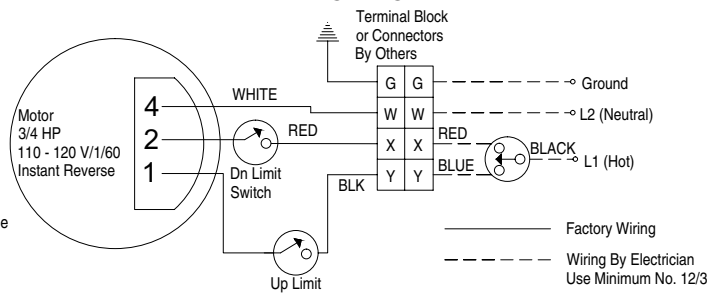 Terminal Block
or Connectors
By Others
G G Ground
WHITE
4
W W L2 (Neutral)
Motor
3/4 HP
110 - 120 V/1/60
Instant Reverse
2
RED
X X
RED
BLACK
L1 (Hot)
1
Dn Limit
Switch
BLK
Y Y
BLUE
e
Up Limit
Factory Wiring
Wiring By Electrician
Use Minimum No. 12/3